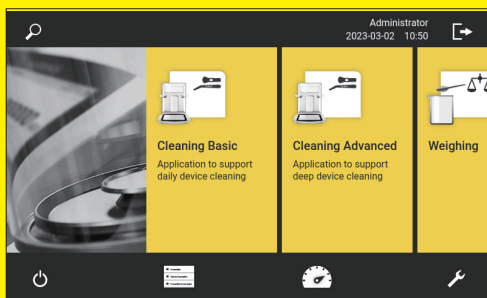 Administrator
2023-03-02 10:50
Cleaning Basic
Application to support
daily device cleaning
Cleaning Advanced
Application to support
deep device cleaning
Weighing